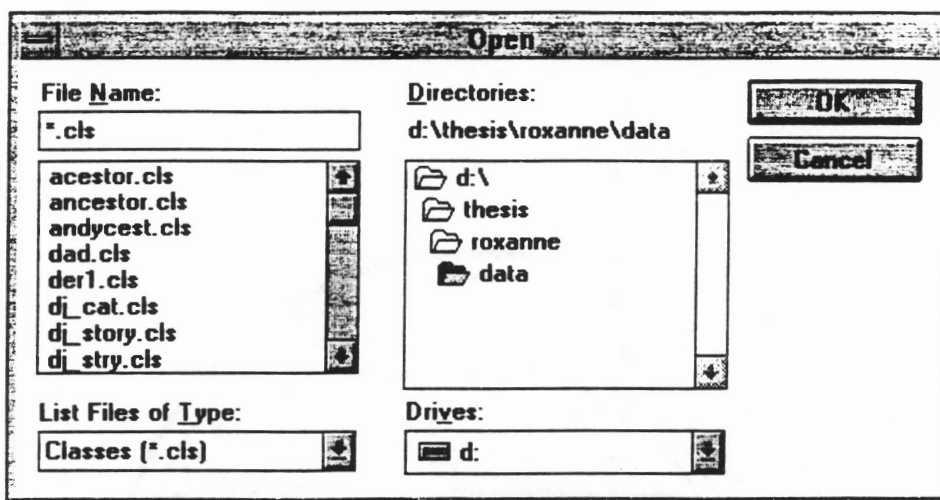 Open
File Name:
*.cls
acestor.cls
ancestor.cls
andycest.cls
dad.cls
der1.cls
dj_cat.cls
dj_story.cls
dj_stry.cls
List Files of Type:
Classes (*.cls)
Directories:
d:\thesis\roxanne\data
d:\
thesis
roxanne
data
Drives:
d:
OK
Cancel